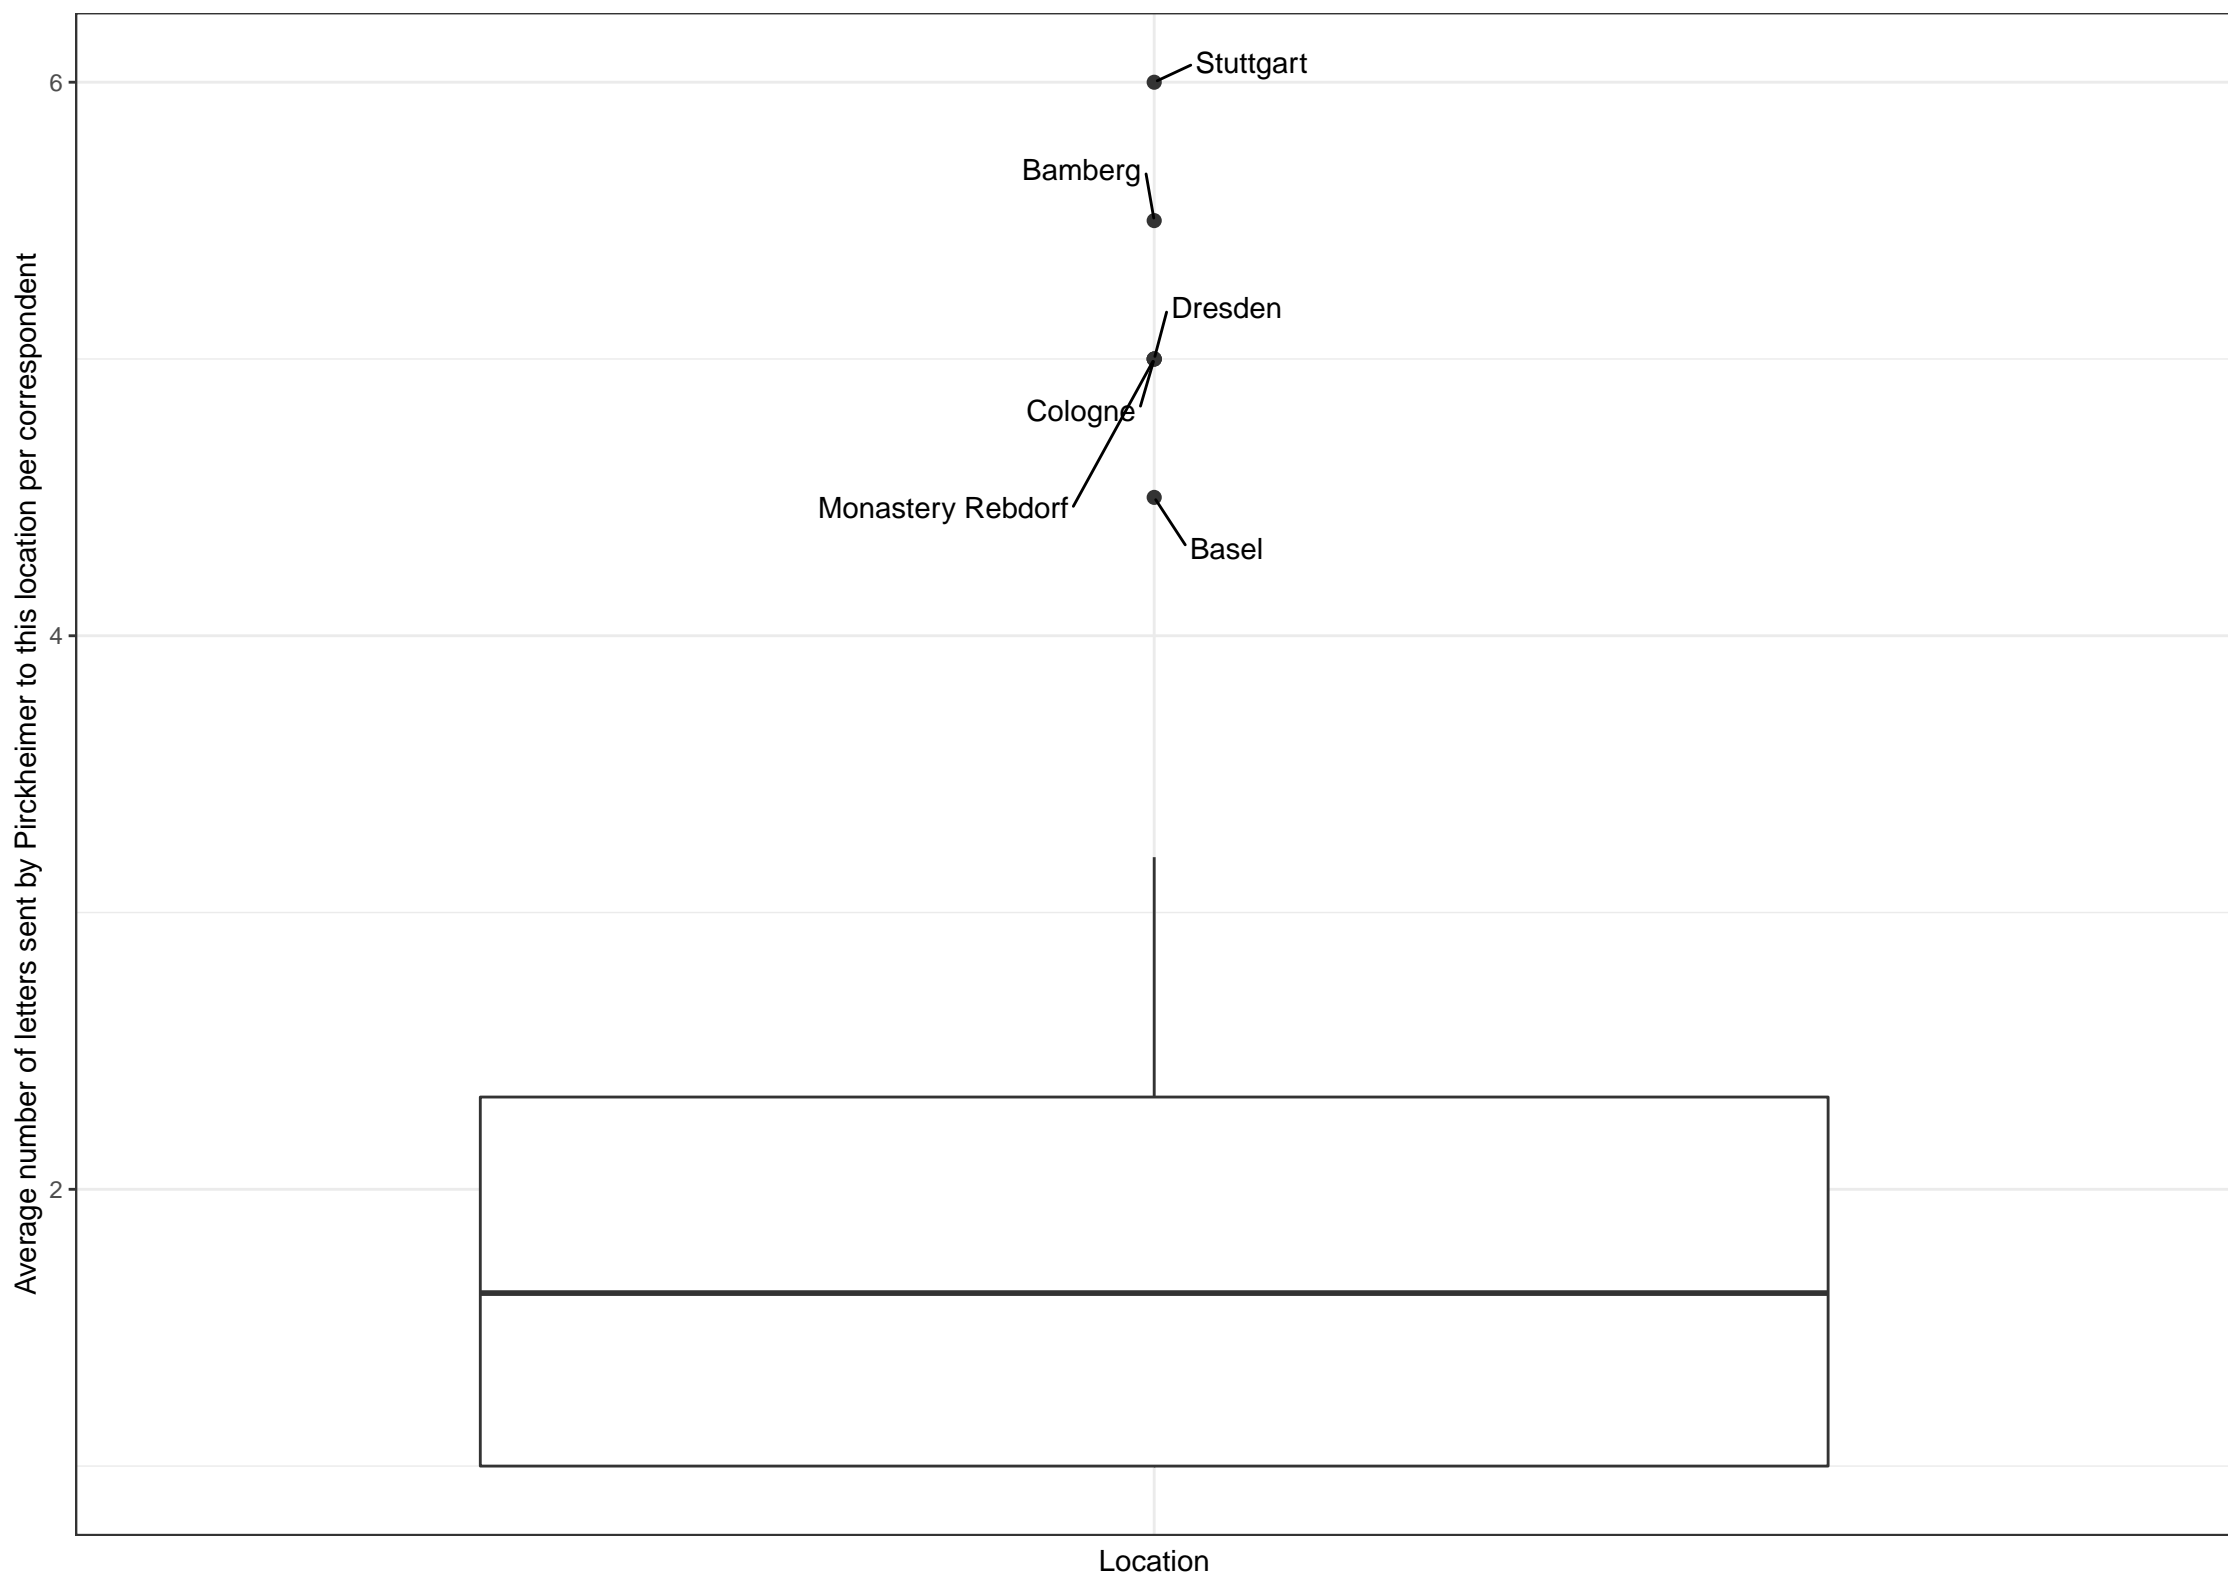 Average number of letters sent by Pirckheimer to this location per correspondent
6
4
2
Stuttgart
Bamberg
Dresden
Cologne
Monastery Rebdorf
Basel
Location